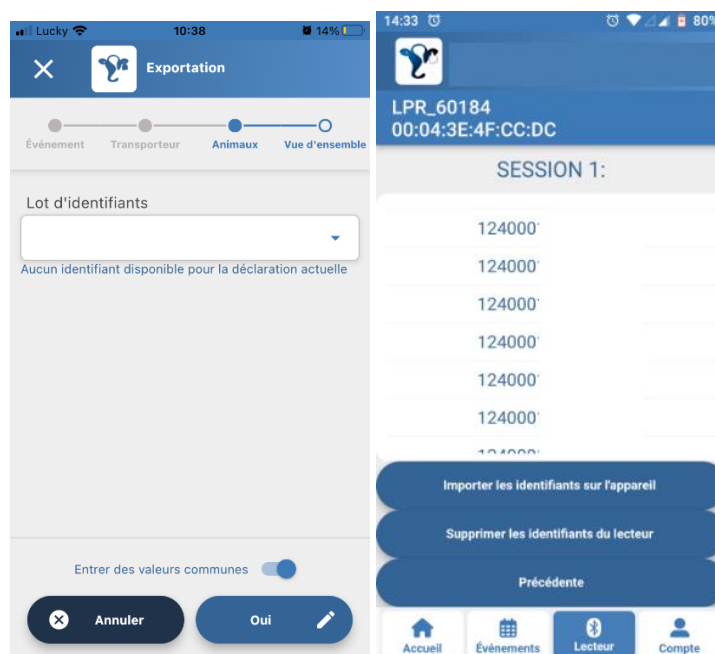 Lucky 10:38 14%
Exportation
Événement Transporteur Animaux Vue d'ensemble
Lot d'identifiants
Aucun identifiant disponible pour la déclaration actuelle
Entrer des valeurs communes
Annuler Oui
14:33 80%
LPR_60184
00:04:3E:4F:CC:DC
SESSION 1:
124000
124000
124000
124000
124000
124000
Importer les identifiants sur l'appareil
Supprimer les identifiants du lecteur
Précédente
Accueil Évènements Lecteur Compte